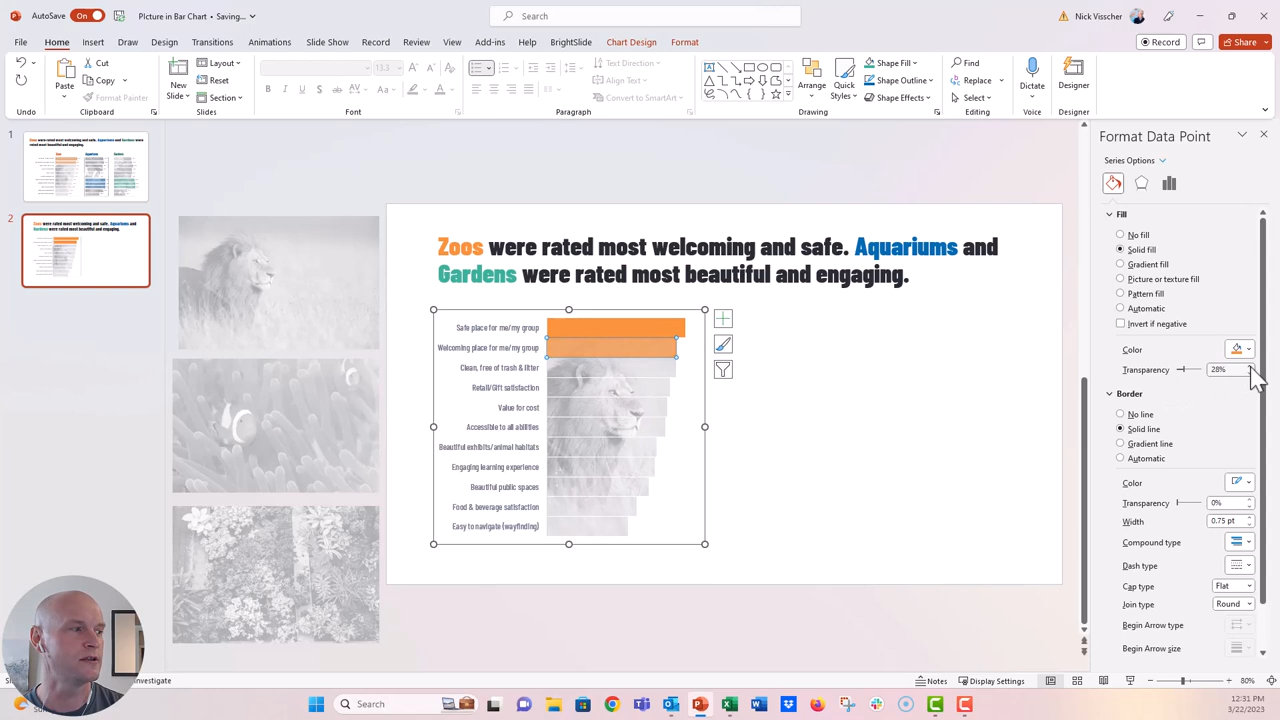 AutoSave On Picture in Bar Chart • Saving... Search Nick Visscher
File Home Insert Draw Design Transitions Animations Slide Show Record Review View Add-ins Help BrightSlide Chart Design Format Record Share
Paste Cut Copy Format Painter New Slide Layout Reset Section 13.3 Text Direction Align Text Convert to SmartArt Arrange Quick Styles Shape Fill Shape Outline Shape Effects Find Replace Select Dictate Designer
Undo Clipboard Slides Font Paragraph Drawing Editing Voice Designer
1
2
Zoos were rated most welcoming and safe, Aquariums and
Gardens were rated most beautiful and engaging.
Safe place for me/my group
Welcoming place for me/my group
Clean, free of trash & litter
Retail/Gift satisfaction
Value for cost
Accessible to all abilities
Beautiful exhibits/animal habitats
Engaging learning experience
Beautiful public spaces
Food & beverage satisfaction
Easy to navigate (wayfinding)
Format Data Point
Series Options
Fill
No fill
Solid fill
Gradient fill
Picture or texture fill
Pattern fill
Automatic
Invert if negative
Color
Transparency 28%
Border
No line
Solid line
Gradient line
Automatic
Color
Transparency 0%
Width 0.75 pt
Compound type
Dash type
Cap type Flat
Join type Round
Begin Arrow type
Begin Arrow size
Notes Display Settings
Search
12:31 PM
3/22/2023